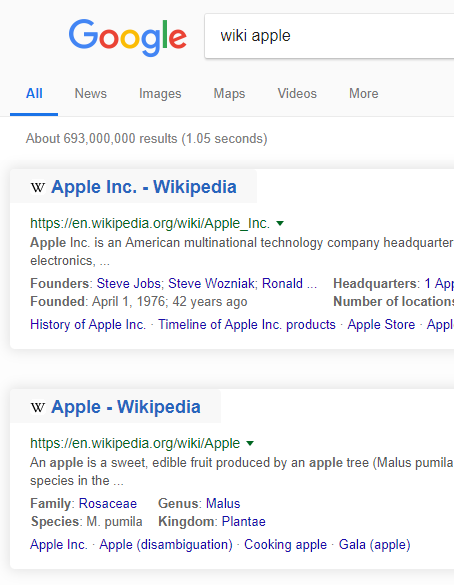 Google
wiki apple
All News Images Maps Videos More
About 693,000,000 results (1.05 seconds)
W Apple Inc. - Wikipedia
https://en.wikipedia.org/wiki/Apple_Inc.
Apple Inc. is an American multinational technology company headquarter
electronics, ...
Founders: Steve Jobs; Steve Wozniak; Ronald ... Headquarters: 1 App
Founded: April 1, 1976; 42 years ago Number of locations
History of Apple Inc. · Timeline of Apple Inc. products · Apple Store · Appl
W Apple - Wikipedia
https://en.wikipedia.org/wiki/Apple
An apple is a sweet, edible fruit produced by an apple tree (Malus pumila
species in the ...
Family: Rosaceae Genus: Malus
Species: M. pumila Kingdom: Plantae
Apple Inc. · Apple (disambiguation) · Cooking apple · Gala (apple)